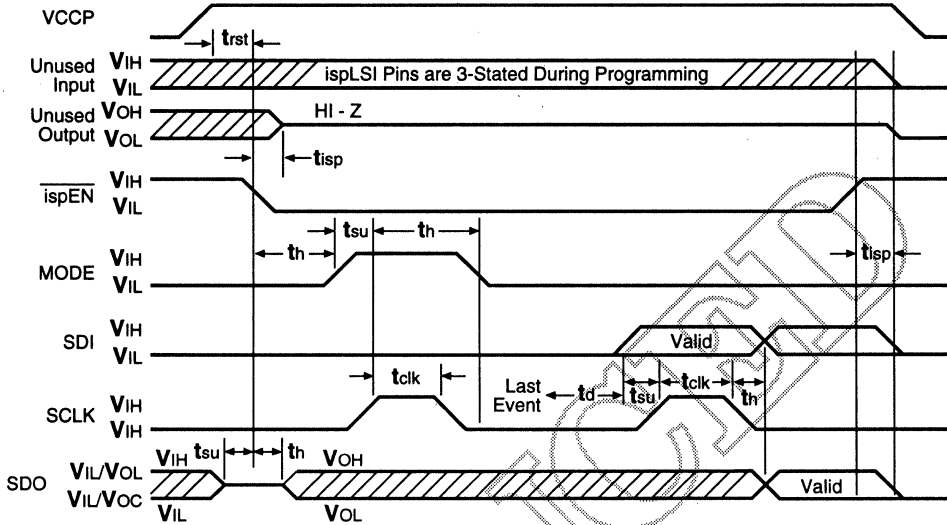 VCCP
trst
Unused Input
VIH
VIL
ispLSI Pins are 3-Stated During Programming
Unused Output
VOH
VOL
HI - Z
tisp
ispEN
VIH
VIL
tsu
th
th
tisp
MODE
VIH
VIL
SDI
VIH
VIL
Valid
tclk
Last Event
td
tsu
tclk
th
SCLK
VIH
VIH
tsu
th
SDO
VIH
VIL/VOL
VIL/VOC
VIL
VOH
VOL
Valid